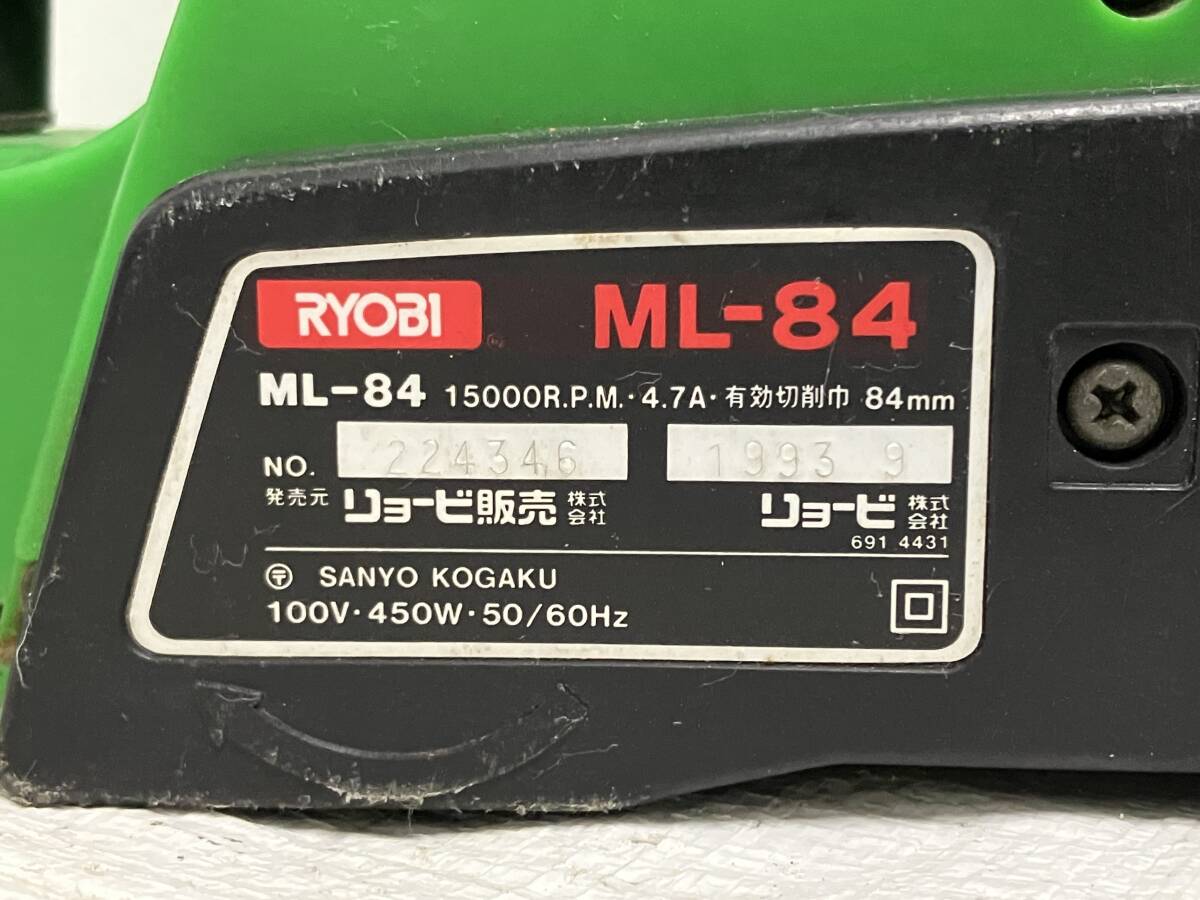 RYOBI ML-84
ML-84 15000R.P.M.・4.7A・有効切削巾 84mm
NO. 224346 1993 9
発売元 リョービ販売 株式会社 リョービ 株式会社
691 4431
〶 SANYO KOGAKU
100V・450W・50/60Hz